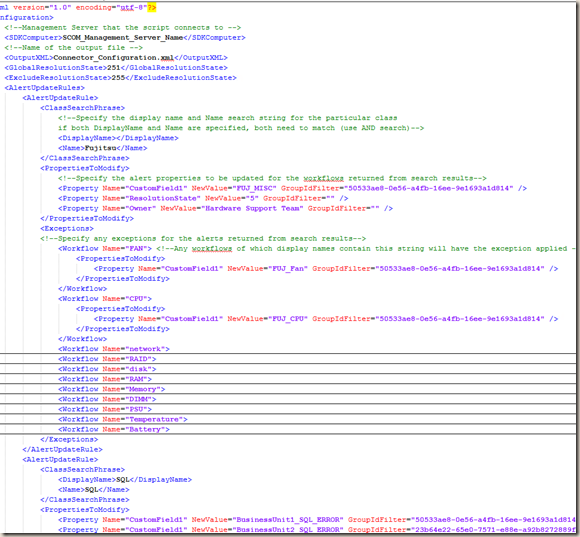 ml version="1.0" encoding="utf-8"?>
nfiguration>
<!--Management Server that the script connects to -->
<SDKComputer>SCOM_Management_Server_Name</SDKComputer>
<!--Name of the output file -->
<OutputXML>Connector_Configuration.xml</OutputXML>
<GlobalResolutionState>251</GlobalResolutionState>
<ExcludeResolutionState>255</ExcludeResolutionState>
<AlertUpdateRules>
<AlertUpdateRule>
<ClassSearchPhrase>
<!--Specify the display name and Name search string for the particular class
if both DisplayName and Name are specified, both need to match (use AND search)-->
<DisplayName></DisplayName>
<Name>Fujitsu</Name>
</ClassSearchPhrase>
<PropertiesToModify>
<!--Specify the alert properties to be updated for the workflows returned from search results-->
<Property Name="CustomField1" NewValue="FUJ_MISC" GroupIdFilter="50533ae8-0e56-a4fb-16ee-9e1693a1d814" />
<Property Name="ResolutionState" NewValue="5" GroupIdFilter="" />
<Property Name="Owner" NewValue="Hardware Support Team" GroupIdFilter="" />
</PropertiesToModify>
<Exceptions>
<!--Specify any exceptions for the alerts returned from search results-->
<Workflow Name="FAN"> <!--Any workflows of which display names contain this string will have the exception applied -
<PropertiesToModify>
<Property Name="CustomField1" NewValue="FUJ_Fan" GroupIdFilter="50533ae8-0e56-a4fb-16ee-9e1693a1d814" />
</PropertiesToModify>
</Workflow>
<Workflow Name="CPU">
<PropertiesToModify>
<Property Name="CustomField1" NewValue="FUJ_CPU" GroupIdFilter="50533ae8-0e56-a4fb-16ee-9e1693a1d814" />
</PropertiesToModify>
</Workflow>
<Workflow Name="network">
<Workflow Name="RAID">
<Workflow Name="disk">
<Workflow Name="RAM">
<Workflow Name="Memory">
<Workflow Name="DIMM">
<Workflow Name="PSU">
<Workflow Name="Temperature">
<Workflow Name="Battery">
</Exceptions>
</AlertUpdateRule>
<AlertUpdateRule>
<ClassSearchPhrase>
<DisplayName>SQL</DisplayName>
<Name>SQL</Name>
</ClassSearchPhrase>
<PropertiesToModify>
<Property Name="CustomField1" NewValue="BusinessUnit1_SQL_ERROR" GroupIdFilter="50533ae8-0e56-a4fb-16ee-9e1693a1d814
<Property Name="CustomField1" NewValue="BusinessUnit2_SQL_ERROR" GroupIdFilter="23b64e22-65e0-7571-e88e-a92b8272889f